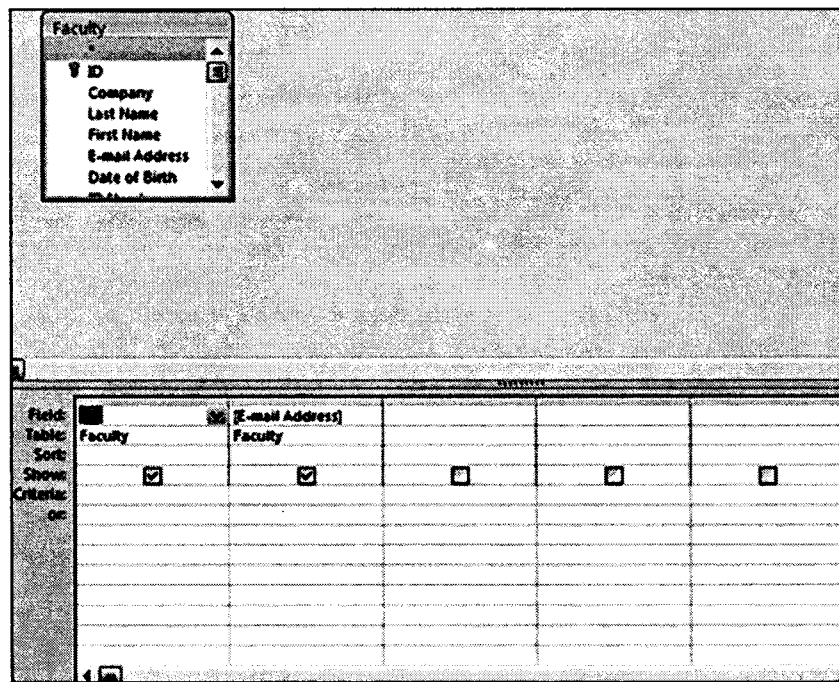 Faculty
*
ID
Company
Last Name
First Name
E-mail Address
Date of Birth
Field: [E-mail Address]
Table: Faculty Faculty
Sort:
Show:
Criteria:
or: